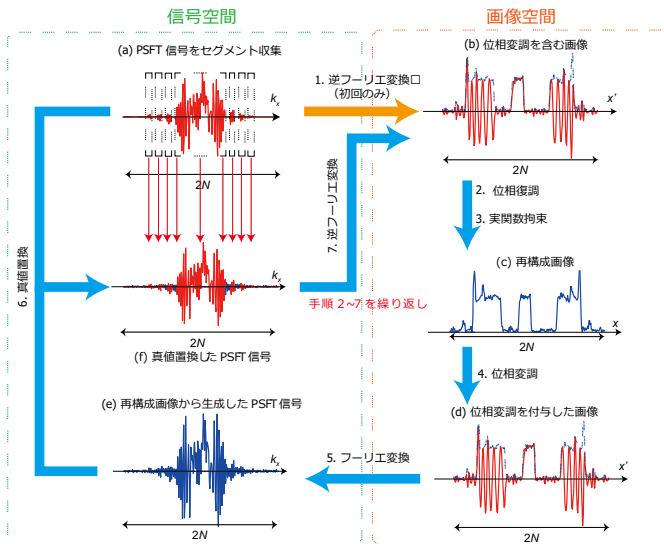 信号空間
画像空間
(a) PSFT 信号をセグメント収集
kx
2N
1. 逆フーリエ変換□
（初回のみ）
(b) 位相変調を含む画像
x'
2N
2. 位相復調
3. 実関数拘束
(c) 再構成画像
x
2N
4. 位相変調
(d) 位相変調を付与した画像
x'
2N
5. フーリエ変換
(e) 再構成画像から生成した PSFT 信号
kx
2N
6. 真値置換
kx
2N
(f) 真値置換した PSFT 信号
7. 逆フーリエ変換
手順 2~7 を繰り返し